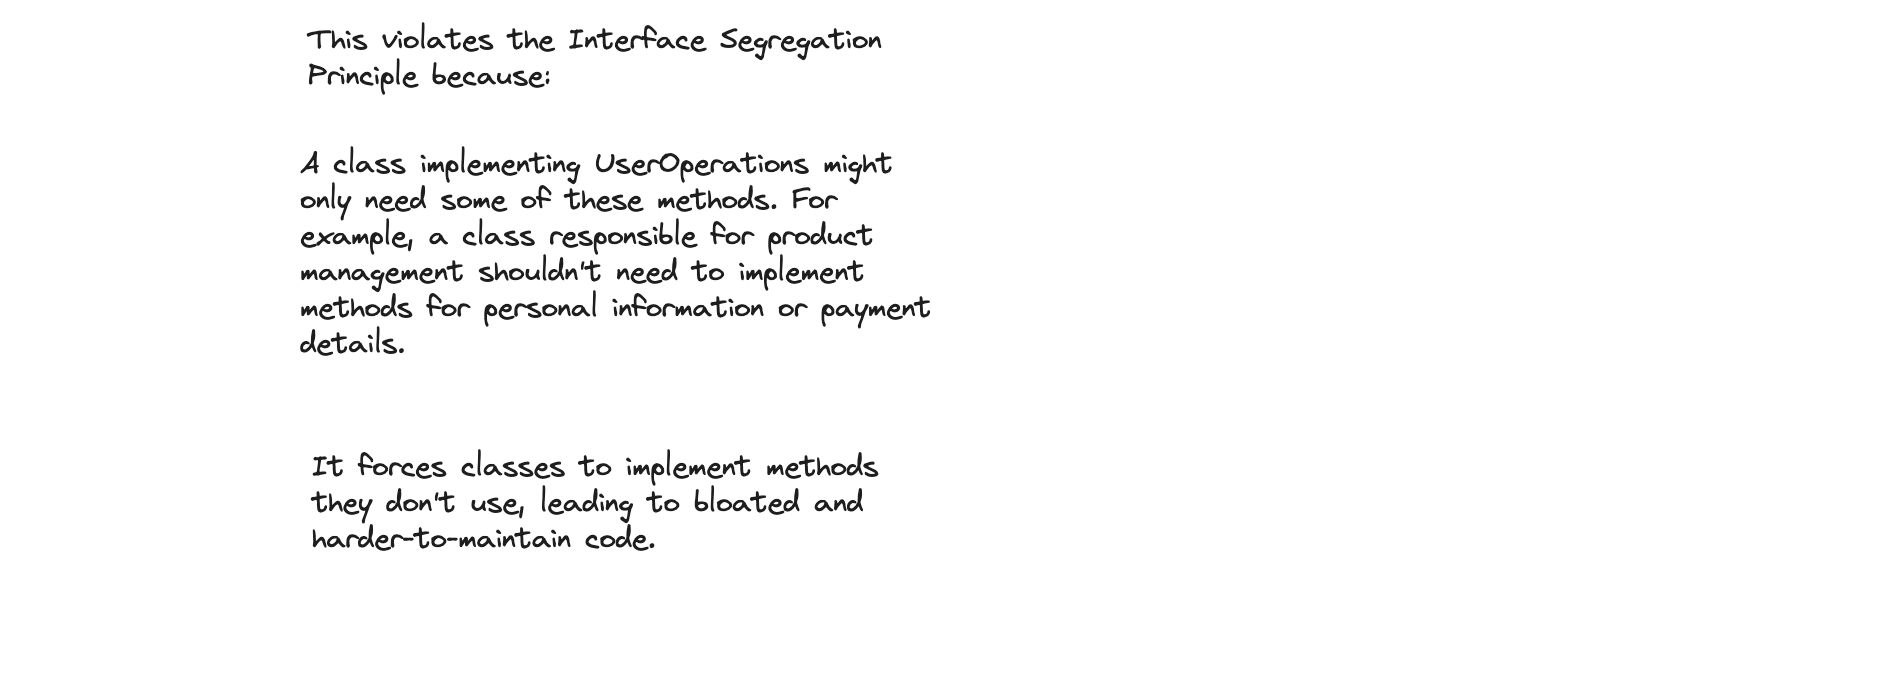 This violates the Interface Segregation
Principle because:
A class implementing UserOperations might
only need some of these methods. For
example, a class responsible for product
management shouldn't need to implement
methods for personal information or payment
details.
It forces classes to implement methods
they don't use, leading to bloated and
harder-to-maintain code.